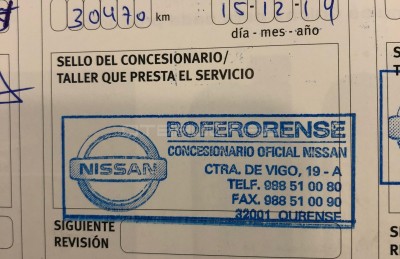 30470 km 15-12-14
día - mes - año
SELLO DEL CONCESIONARIO/
TALLER QUE PRESTA EL SERVICIO
ROFERORENSE
CONCESIONARIO OFICIAL NISSAN
NISSAN
CTRA. DE VIGO, 19 - A
TELF. 988 51 00 80
FAX. 988 51 00 90
32001 OURENSE
SIGUIENTE
REVISIÓN